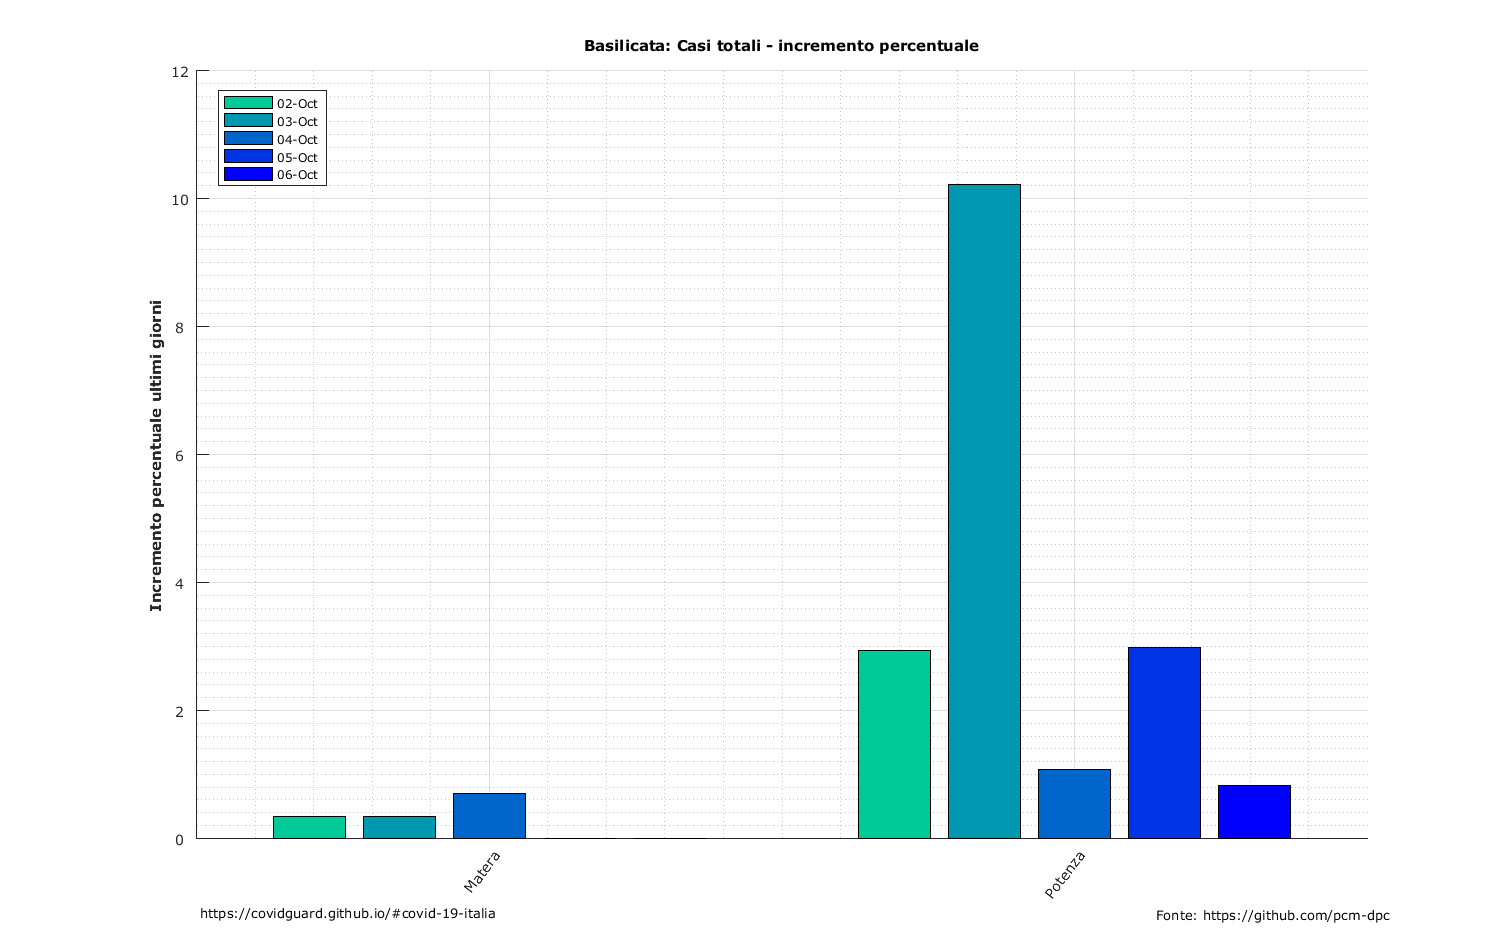 Basilicata: Casi totali - incremento percentuale
12
10
8
6
4
2
0
Incremento percentuale ultimi giorni
02-Oct
03-Oct
04-Oct
05-Oct
06-Oct
Matera
Potenza
https://covidguard.github.io/#covid-19-italia
Fonte: https://github.com/pcm-dpc